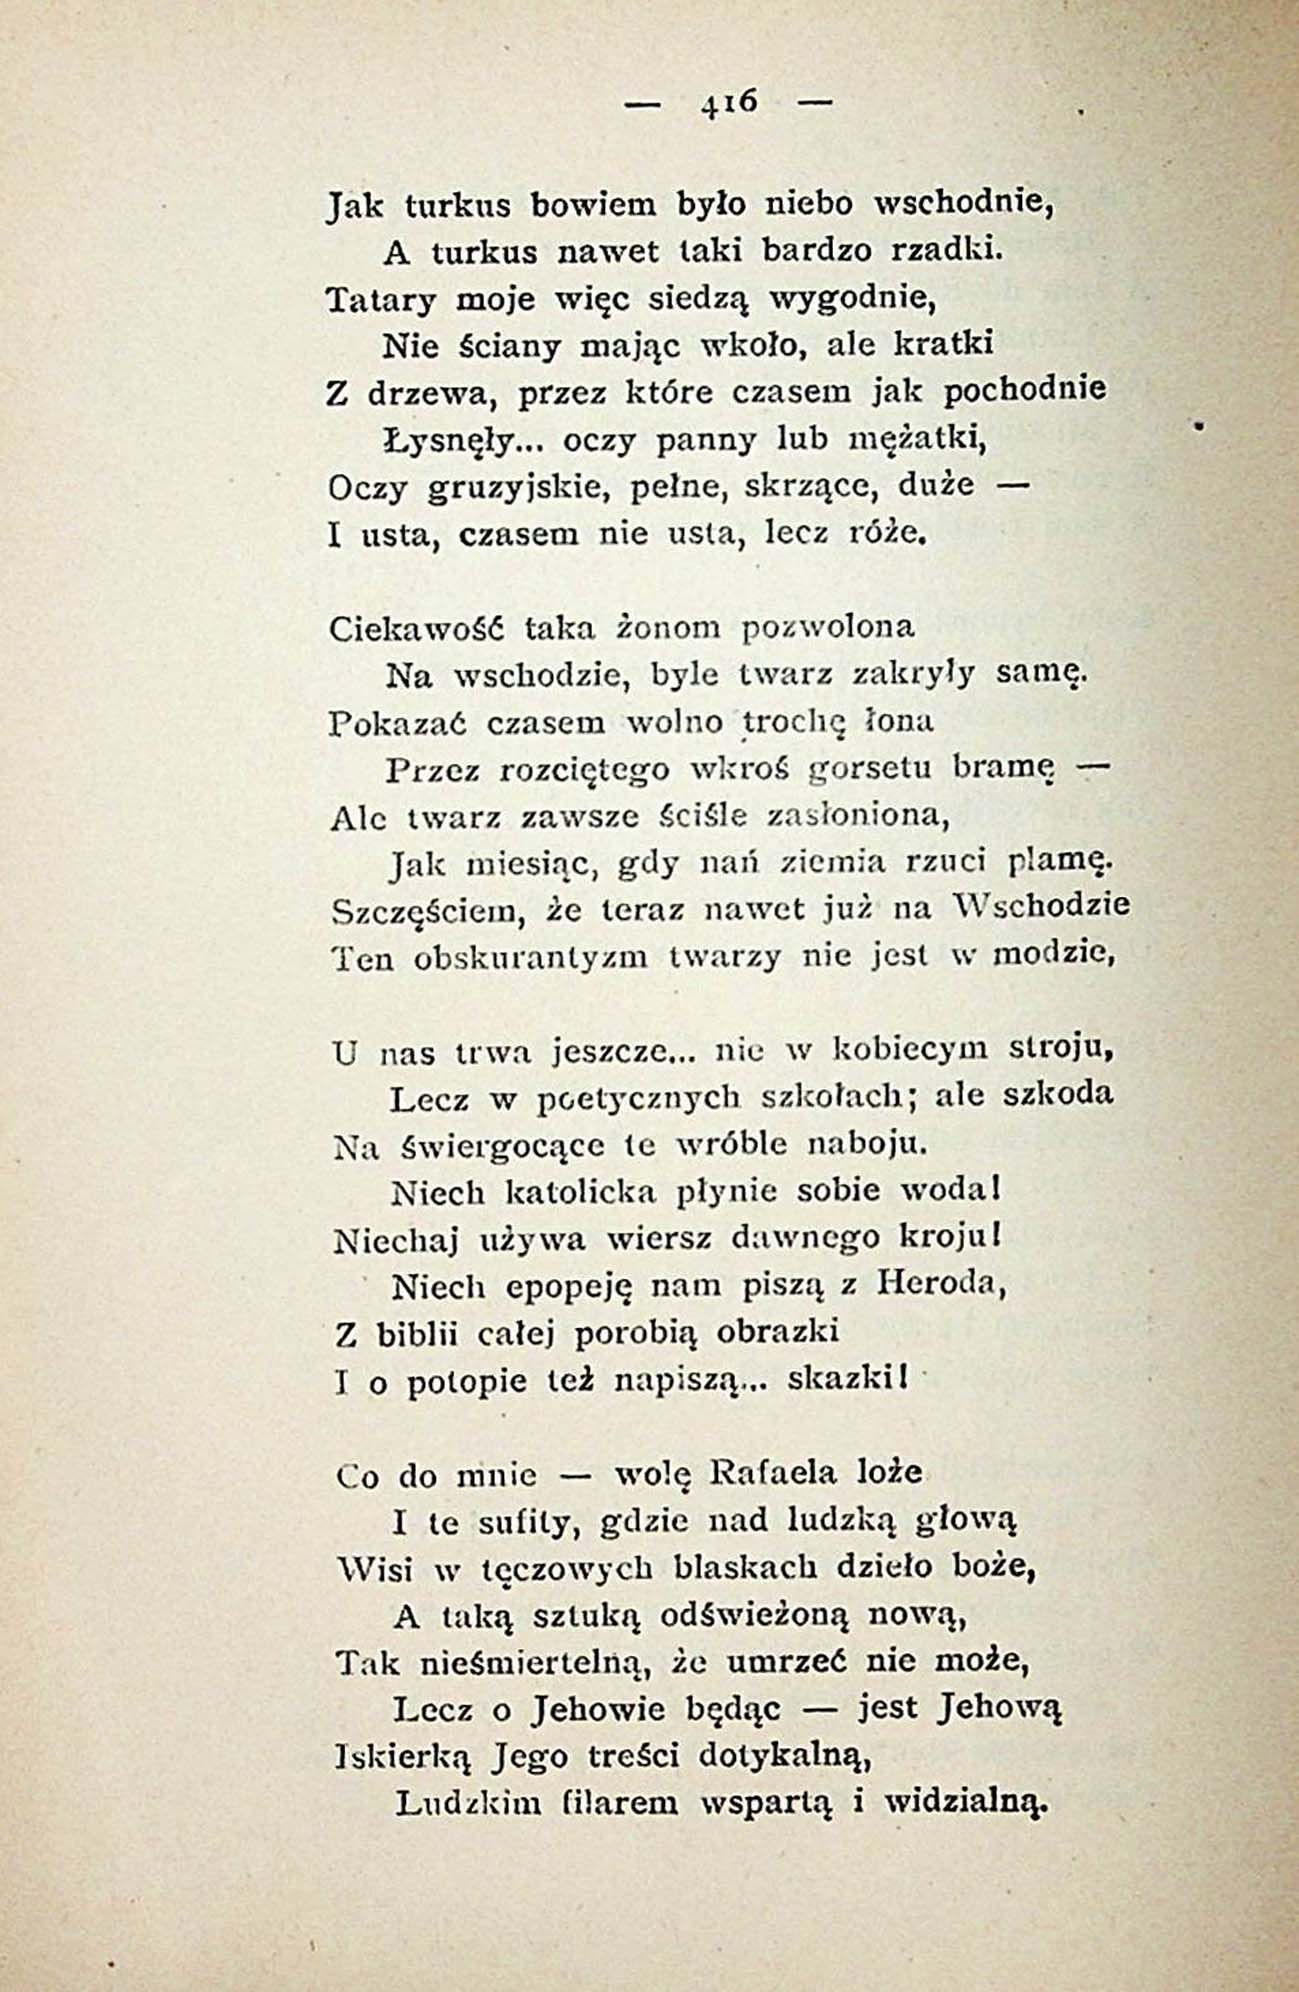 — 416 —
Jak turkus bowiem było niebo wschodnie,
A turkus nawet taki bardzo rzadki.
Tatary moje więc siedzą wygodnie,
Nie ściany mając wkoło, ale kratki
Z drzewa, przez które czasem jak pochodnie
Łysnęły... oczy panny lub mężatki,
Oczy gruzyjskie, pełne, skrzące, duże —
I usta, czasem nie usta, lecz róże.
Ciekawość taka żonom pozwolona
Na wschodzie, byle twarz zakryły samę.
Pokazać czasem wolno trochę łona
Przez rozciętego wkroś gorsetu bramę —
Ale twarz zawsze ściśle zasłoniona,
Jak miesiąc, gdy nań ziemia rzuci plamę.
Szczęściem, że teraz nawet już na Wschodzie
Ten obskurantyzm twarzy nie jest w modzie,
U nas trwa jeszcze... nie w kobiecym stroju,
Lecz w poetycznych szkołach; ale szkoda
Na świergocące te wróble naboju.
Niech katolicka płynie sobie woda!
Niechaj używa wiersz dawnego kroju!
Niech epopeję nam piszą z Heroda,
Z biblii całej porobią obrazki
I o potopie też napiszą... skazki!
Co do mnie — wolę Rafaela loże
I te sufity, gdzie nad ludzką głową
Wisi w tęczowych blaskach dzieło boże,
A taką sztuką odświeżoną nową,
Tak nieśmiertelną, że umrzeć nie może,
Lecz o Jehowie będąc — jest Jehową
Iskierką Jego treści dotykalną,
Ludzkim filarem wspartą i widzialną.